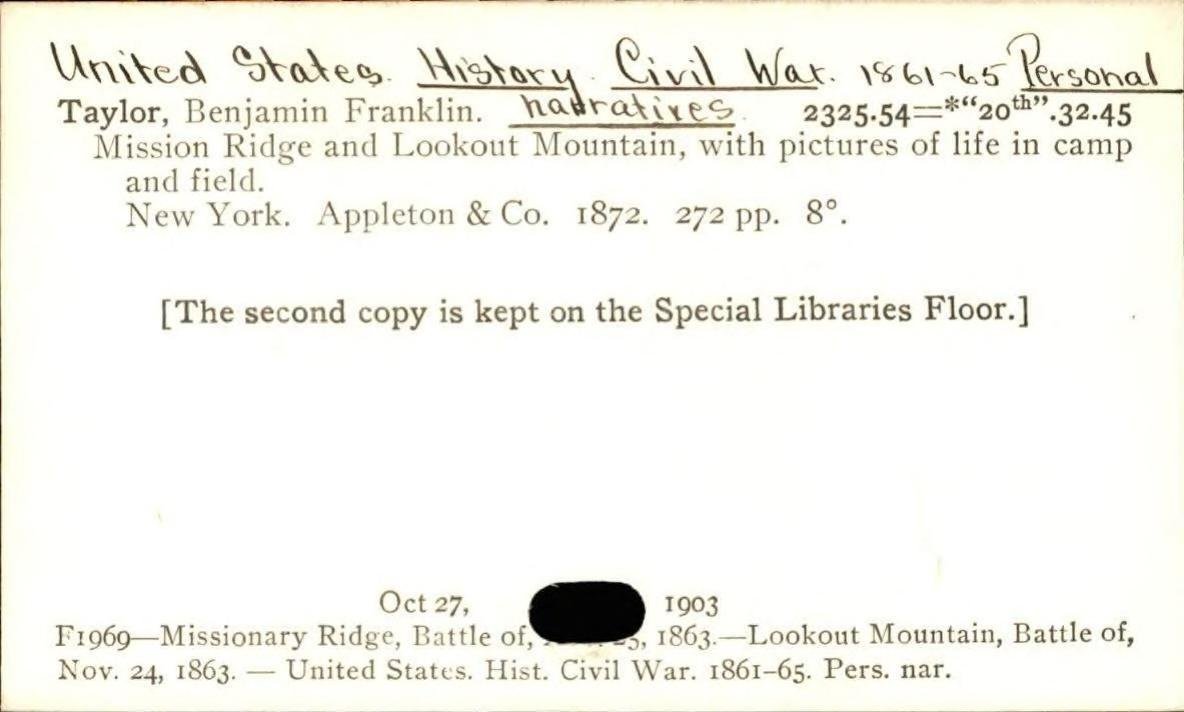 United States. History. Civil War. 1861-65 Personal
narratives.
Taylor, Benjamin Franklin. 2325.54=*“20th”.32.45
Mission Ridge and Lookout Mountain, with pictures of life in camp
and field.
New York. Appleton & Co. 1872. 272 pp. 8°.
[The second copy is kept on the Special Libraries Floor.]
Oct 27, 1903
F1969—Missionary Ridge, Battle of, 1863.—Lookout Mountain, Battle of,
Nov. 24, 1863. — United States. Hist. Civil War. 1861–65. Pers. nar.